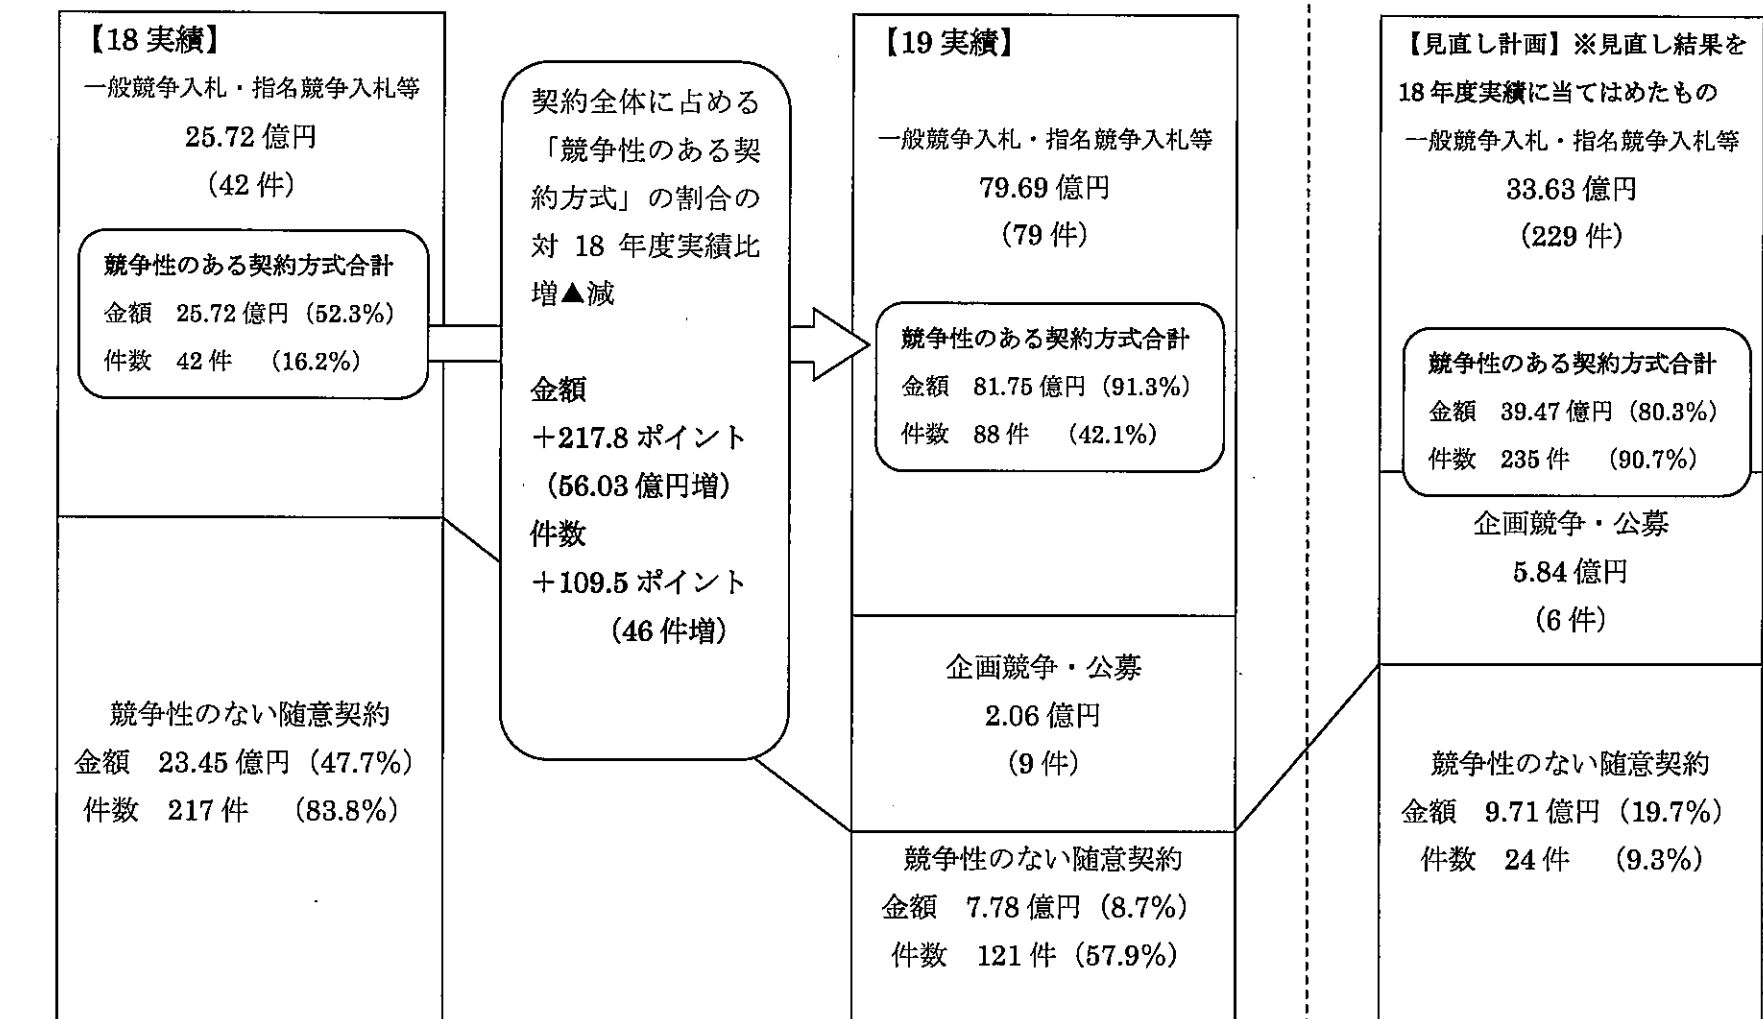 【18 実績】
一般競争入札・指名競争入札等
25.72 億円
（42 件）
競争性のある契約方式合計
金額　25.72 億円（52.3%）
件数　42 件　（16.2%）
競争性のない随意契約
金額　23.45 億円（47.7%）
件数　217 件　（83.8%）
契約全体に占める
「競争性のある契
約方式」の割合の
対 18 年度実績比
増▲減
金額
＋217.8 ポイント
（56.03 億円増）
件数
＋109.5 ポイント
（46 件増）
【19 実績】
一般競争入札・指名競争入札等
79.69 億円
（79 件）
競争性のある契約方式合計
金額　81.75 億円（91.3%）
件数　88 件　（42.1%）
企画競争・公募
2.06 億円
（9 件）
競争性のない随意契約
金額　7.78 億円（8.7%）
件数　121 件（57.9%）
【見直し計画】※見直し結果を
18 年度実績に当てはめたもの
一般競争入札・指名競争入札等
33.63 億円
（229 件）
競争性のある契約方式合計
金額　39.47 億円（80.3%）
件数　235 件　（90.7%）
企画競争・公募
5.84 億円
（6 件）
競争性のない随意契約
金額　9.71 億円（19.7%）
件数　24 件　（9.3%）